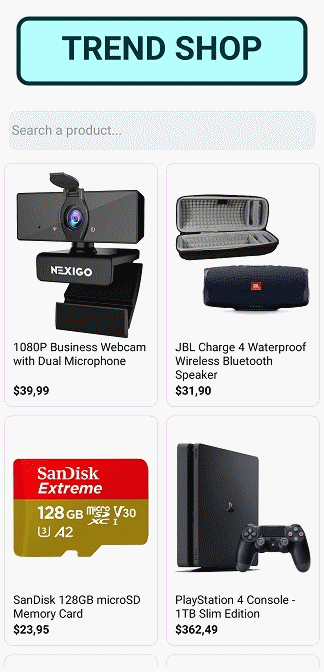 TREND SHOP
Search a product...
NEXIGO
1080P Business Webcam
with Dual Microphone
$39,99
JBL
JBL Charge 4 Waterproof
Wireless Bluetooth
Speaker
$31,90
SanDisk
Extreme
128 GB micro SD XC I V30
U3 A2
SanDisk 128GB microSD
Memory Card
$23,95
PlayStation 4 Console -
1TB Slim Edition
$362,49